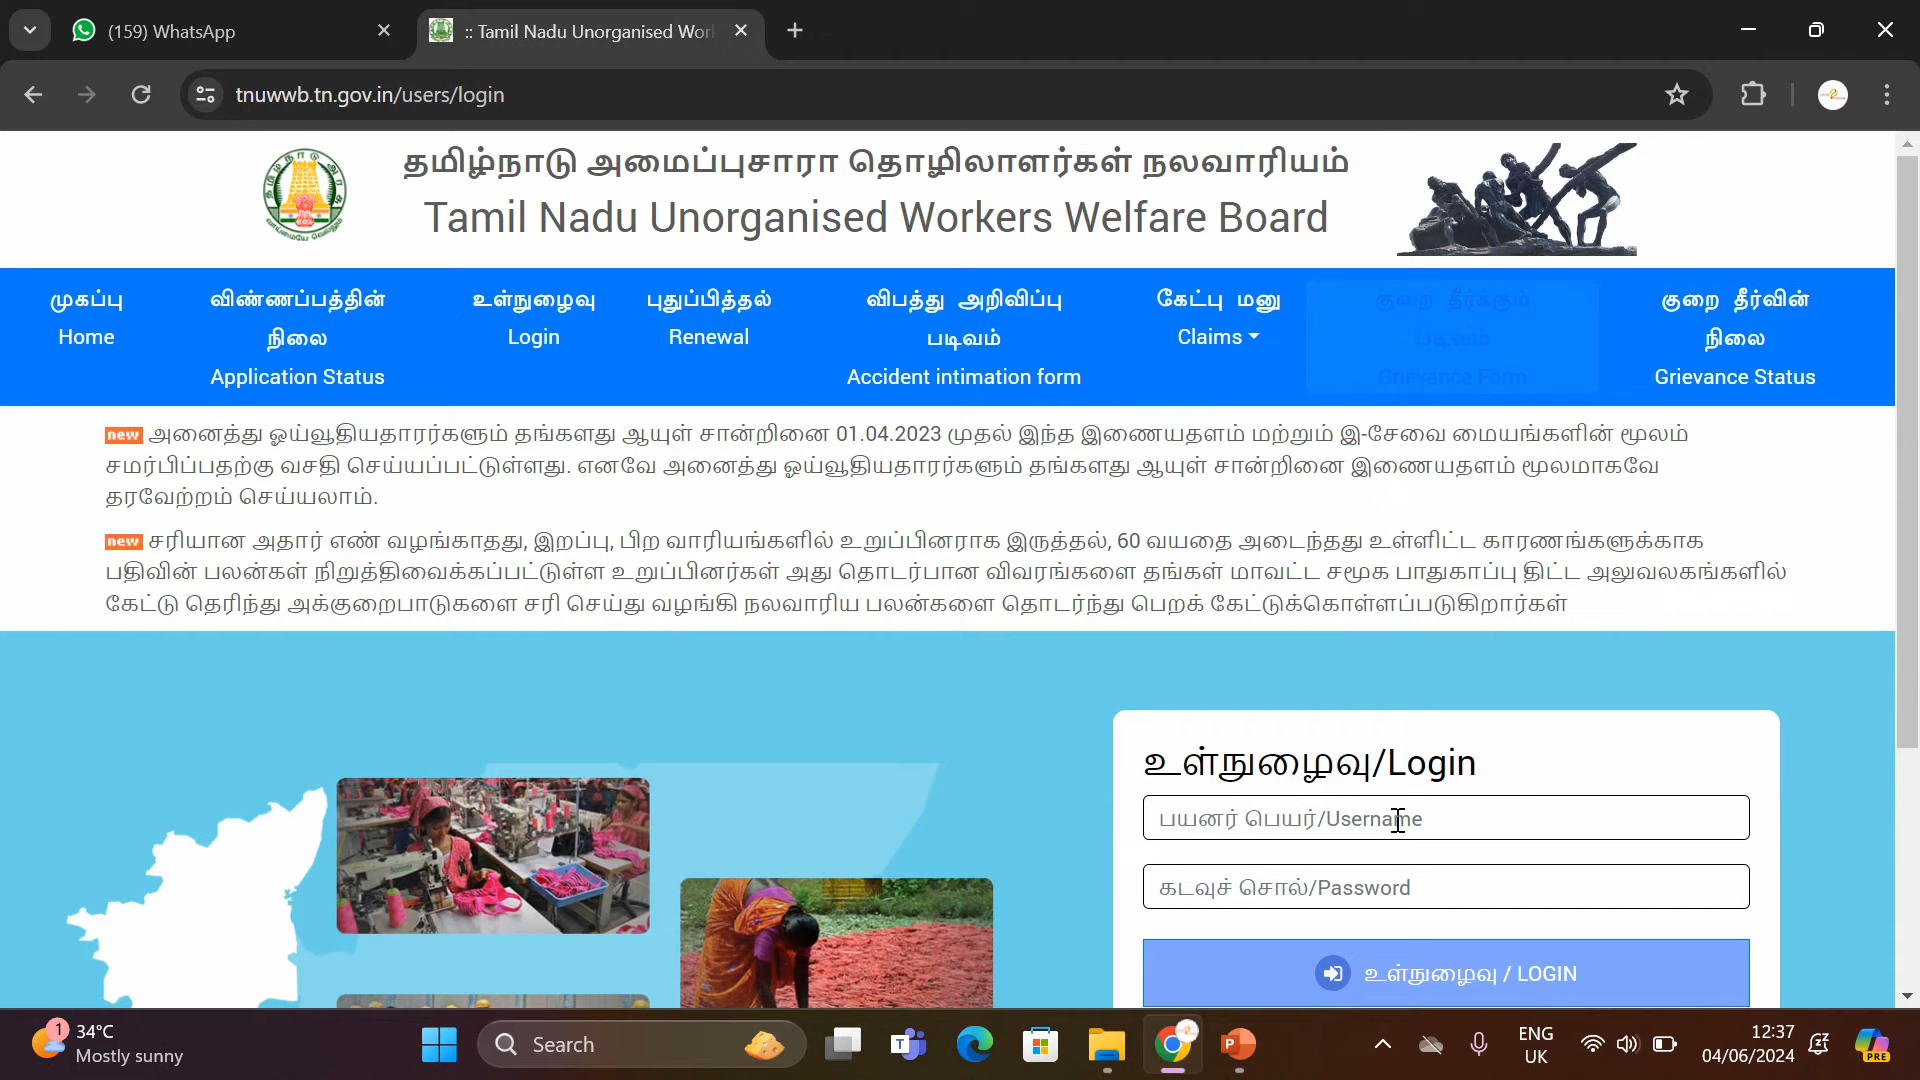 (159) WhatsApp
:: Tamil Nadu Unorganised Wor
tnuwwb.tn.gov.in/users/login
தமிழ்நாடு அமைப்புசாரா தொழிலாளர்கள் நலவாரியம்
Tamil Nadu Unorganised Workers Welfare Board
முகப்பு
Home
விண்ணப்பத்தின்
நிலை
Application Status
உள்நுழைவு
Login
புதுப்பித்தல்
Renewal
விபத்து அறிவிப்பு
படிவம்
Accident intimation form
கேட்பு மனு
Claims
குறை தீர்க்கும்
படிவம்
Grievance Form
குறை தீர்வின்
நிலை
Grievance Status
new அனைத்து ஓய்வூதியதாரர்களும் தங்களது ஆயுள் சான்றினை 01.04.2023 முதல் இந்த இணையதளம் மற்றும் இ-சேவை மையங்களின் மூலம்
சமர்பிப்பதற்கு வசதி செய்யப்பட்டுள்ளது. எனவே அனைத்து ஓய்வூதியதாரர்களும் தங்களது ஆயுள் சான்றினை இணையதளம் மூலமாகவே
தரவேற்றம் செய்யலாம்.
new சரியான அதார் எண் வழங்காதது, இறப்பு, பிற வாரியங்களில் உறுப்பினராக இருத்தல், 60 வயதை அடைந்தது உள்ளிட்ட காரணங்களுக்காக
பதிவின் பலன்கள் நிறுத்திவைக்கப்பட்டுள்ள உறுப்பினர்கள் அது தொடர்பான விவரங்களை தங்கள் மாவட்ட சமூக பாதுகாப்பு திட்ட அலுவலகங்களில்
கேட்டு தெரிந்து அக்குறைபாடுகளை சரி செய்து வழங்கி நலவாரிய பலன்களை தொடர்ந்து பெறக் கேட்டுக்கொள்ளப்படுகிறார்கள்
உள்நுழைவு/Login
பயனர் பெயர்/Username
கடவுச் சொல்/Password
உள்நுழைவு / LOGIN
1
34°C
Mostly sunny
Search
ENG
UK
12:37
04/06/2024
PRE